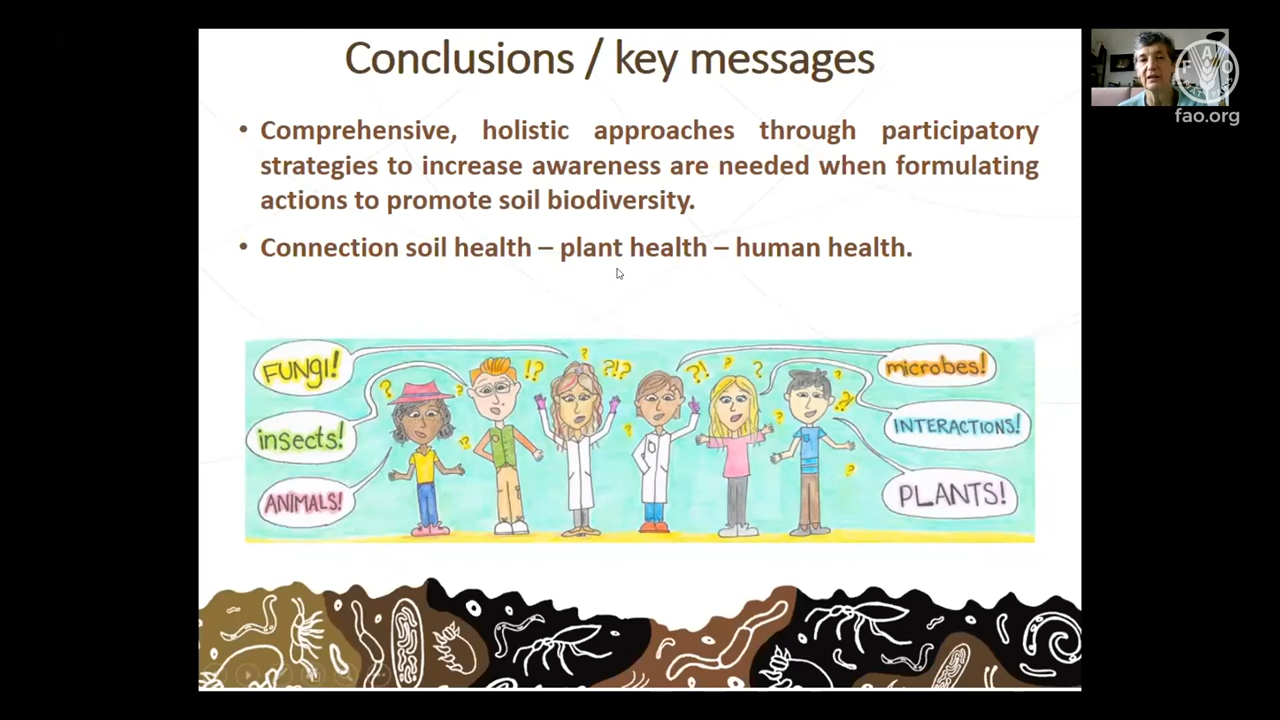 Conclusions / key messages
• Comprehensive, holistic approaches through participatory
strategies to increase awareness are needed when formulating
actions to promote soil biodiversity.
• Connection soil health – plant health – human health.
FUNgi!
insects!
ANIMALS!
?
?
!?
?
?!?
?!
?
?
microbes!
INTERACTIONS!
PLANTS!
F A O
fao.org